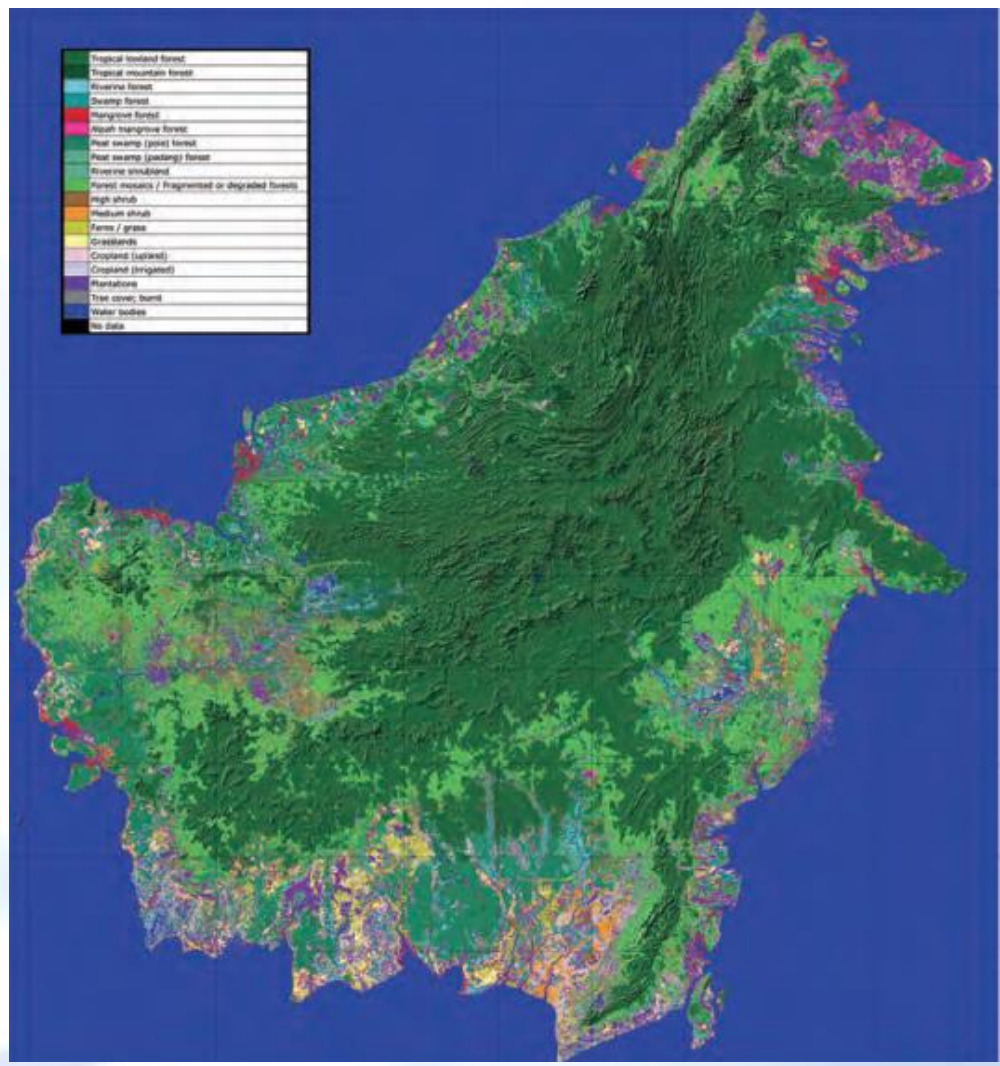 Tropical lowland forest
Tropical mountain forest
Riverine forest
Swamp forest
Mangrove forest
Nipah mangrove forest
Peat swamp (pole) forest
Peat swamp (padang) forest
Riverine shrubland
Forest mosaics / Fragmented or degraded forests
High shrub
Medium shrub
Ferns / grass
Grasslands
Cropland (upland)
Cropland (irrigated)
Plantations
Tree cover, burnt
Water bodies
No data